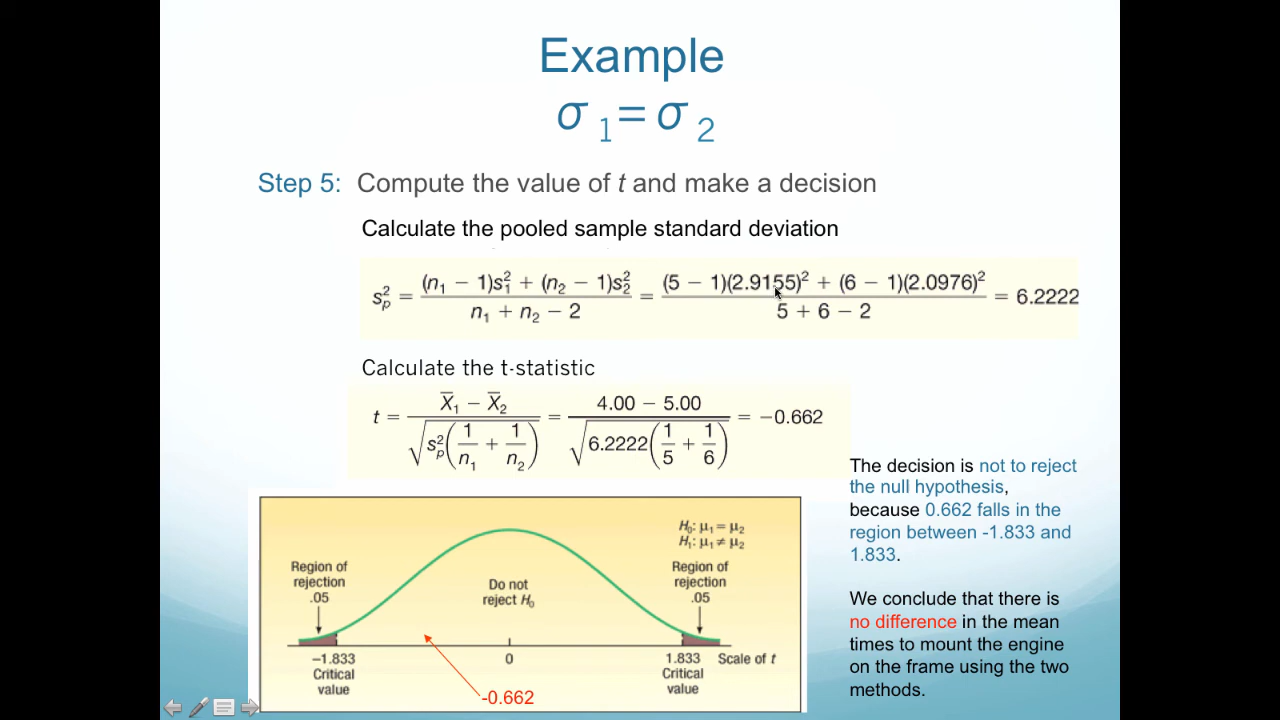 Example
σ 1 = σ 2
Step 5: Compute the value of t and make a decision
Calculate the pooled sample standard deviation
s²ₚ = (n₁ − 1)s²₁ + (n₂ − 1)s²₂ / n₁ + n₂ − 2 = (5 − 1)(2.9155)² + (6 − 1)(2.0976)² / 5 + 6 − 2 = 6.2222
Calculate the t-statistic
t = X̅₁ − X̅₂ / √s²ₚ(1/n₁ + 1/n₂) = 4.00 − 5.00 / √6.2222(1/5 + 1/6) = −0.662
The decision is not to reject
the null hypothesis,
because 0.662 falls in the
region between -1.833 and
1.833.
We conclude that there is
no difference in the mean
times to mount the engine
on the frame using the two
methods.
H₀: μ₁ = μ₂
H₁: μ₁ ≠ μ₂
Region of
rejection
.05
Do not
reject H₀
Region of
rejection
.05
−1.833
Critical
value
0
1.833
Critical
value
Scale of t
-0.662